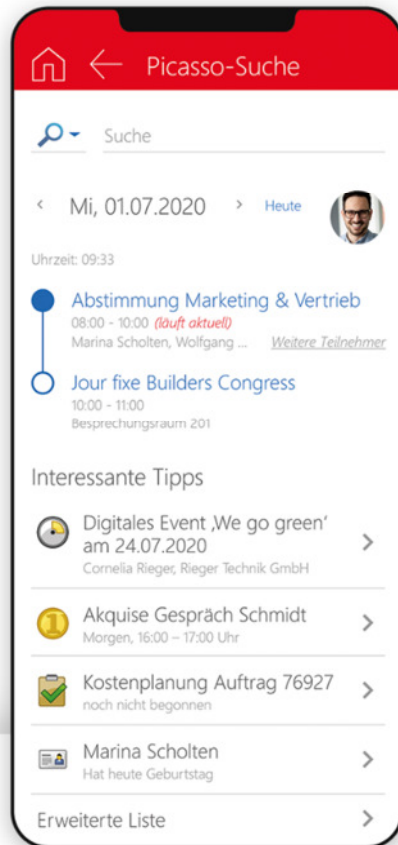 Picasso-Suche
Suche
Mi, 01.07.2020 Heute
Uhrzeit: 09:33
Abstimmung Marketing & Vertrieb
08:00 - 10:00 (läuft aktuell)
Marina Scholten, Wolfgang ... Weitere Teilnehmer
Jour fixe Builders Congress
10:00 - 11:00
Besprechungsraum 201
Interessante Tipps
Digitales Event ‚We go green‘
am 24.07.2020
Cornelia Rieger, Rieger Technik GmbH
1
Akquise Gespräch Schmidt
Morgen, 16:00 – 17:00 Uhr
Kostenplanung Auftrag 76927
noch nicht begonnen
Marina Scholten
Hat heute Geburtstag
Erweiterte Liste